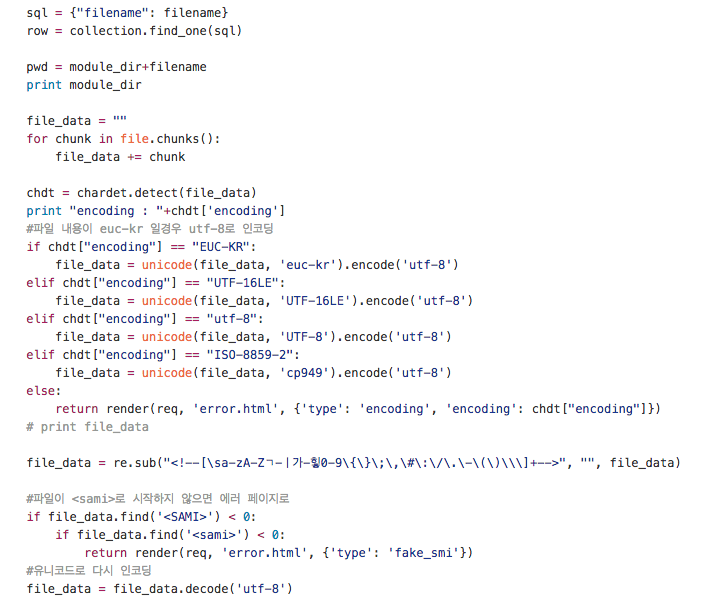 sql = {"filename": filename}
row = collection.find_one(sql)
pwd = module_dir+filename
print module_dir
file_data = ""
for chunk in file.chunks():
file_data += chunk
chdt = chardet.detect(file_data)
print "encoding : "+chdt['encoding']
#파일 내용이 euc-kr 일경우 utf-8로 인코딩
if chdt["encoding"] == "EUC-KR":
file_data = unicode(file_data, 'euc-kr').encode('utf-8')
elif chdt["encoding"] == "UTF-16LE":
file_data = unicode(file_data, 'UTF-16LE').encode('utf-8')
elif chdt["encoding"] == "utf-8":
file_data = unicode(file_data, 'UTF-8').encode('utf-8')
elif chdt["encoding"] == "ISO-8859-2":
file_data = unicode(file_data, 'cp949').encode('utf-8')
else:
return render(req, 'error.html', {'type': 'encoding', 'encoding': chdt["encoding"]})
# print file_data
file_data = re.sub("<!--[\sa-zA-Zㄱ-ㅣ가-힣0-9\{\}\;\,\#\:\/\.\-\(\)\\\]+-->", "", file_data)
#파일이 <sami>로 시작하지 않으면 에러 페이지로
if file_data.find('<SAMI>') < 0:
if file_data.find('<sami>') < 0:
return render(req, 'error.html', {'type': 'fake_smi'})
#유니코드로 다시 인코딩
file_data = file_data.decode('utf-8')